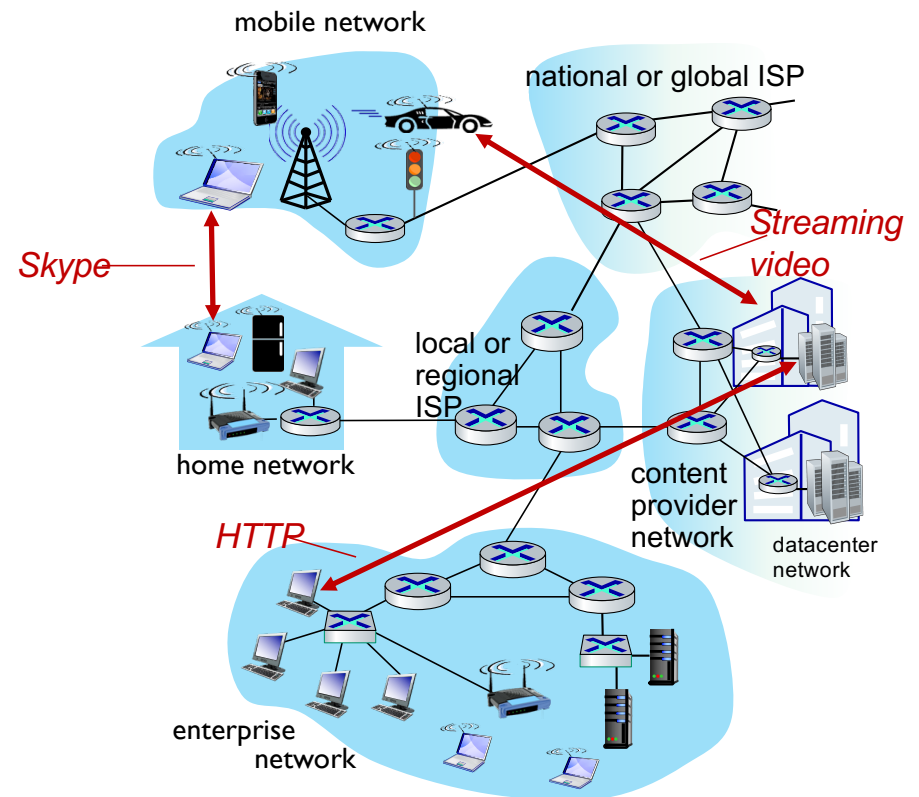 mobile network
national or global ISP
Streaming
video
Skype
local or
regional
ISP
home network
content
provider
network
datacenter
network
HTTP
enterprise
network